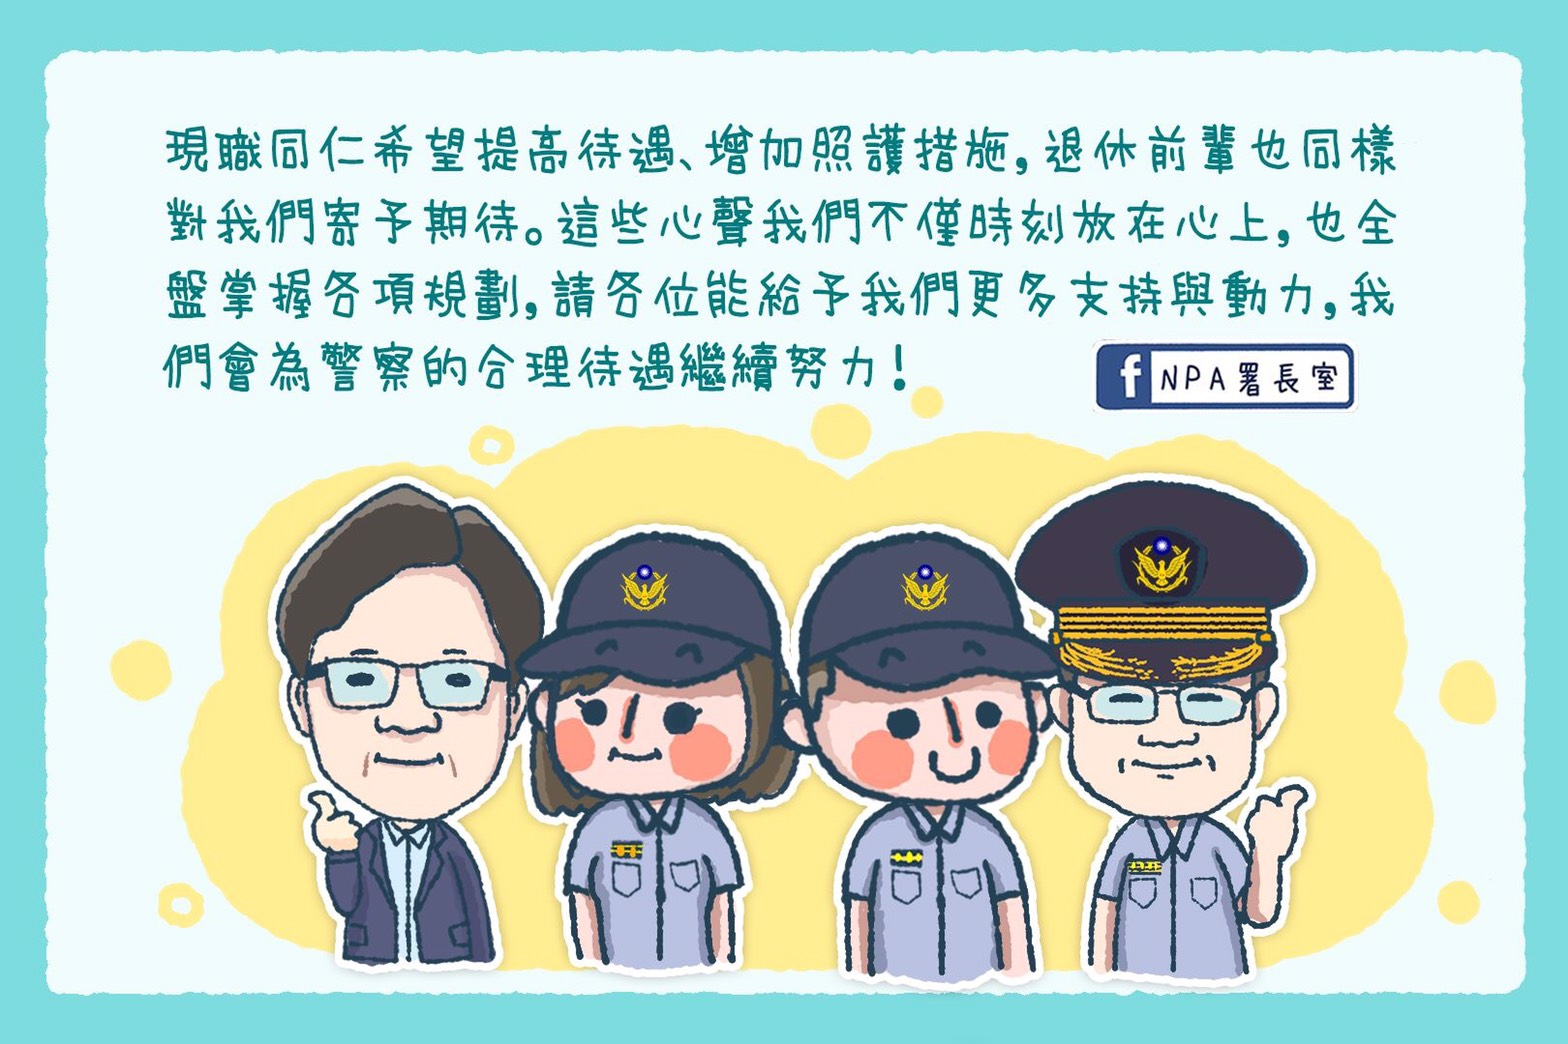 現職同仁希望提高待遇、增加照護措施,退休前輩也同樣
對我們寄予期待。這些心聲我們不僅時刻放在心上,也全
盤掌握各項規劃,請各位能給予我們更多支持與動力,我
們會為警察的合理待遇繼續努力!
f NPA署長室